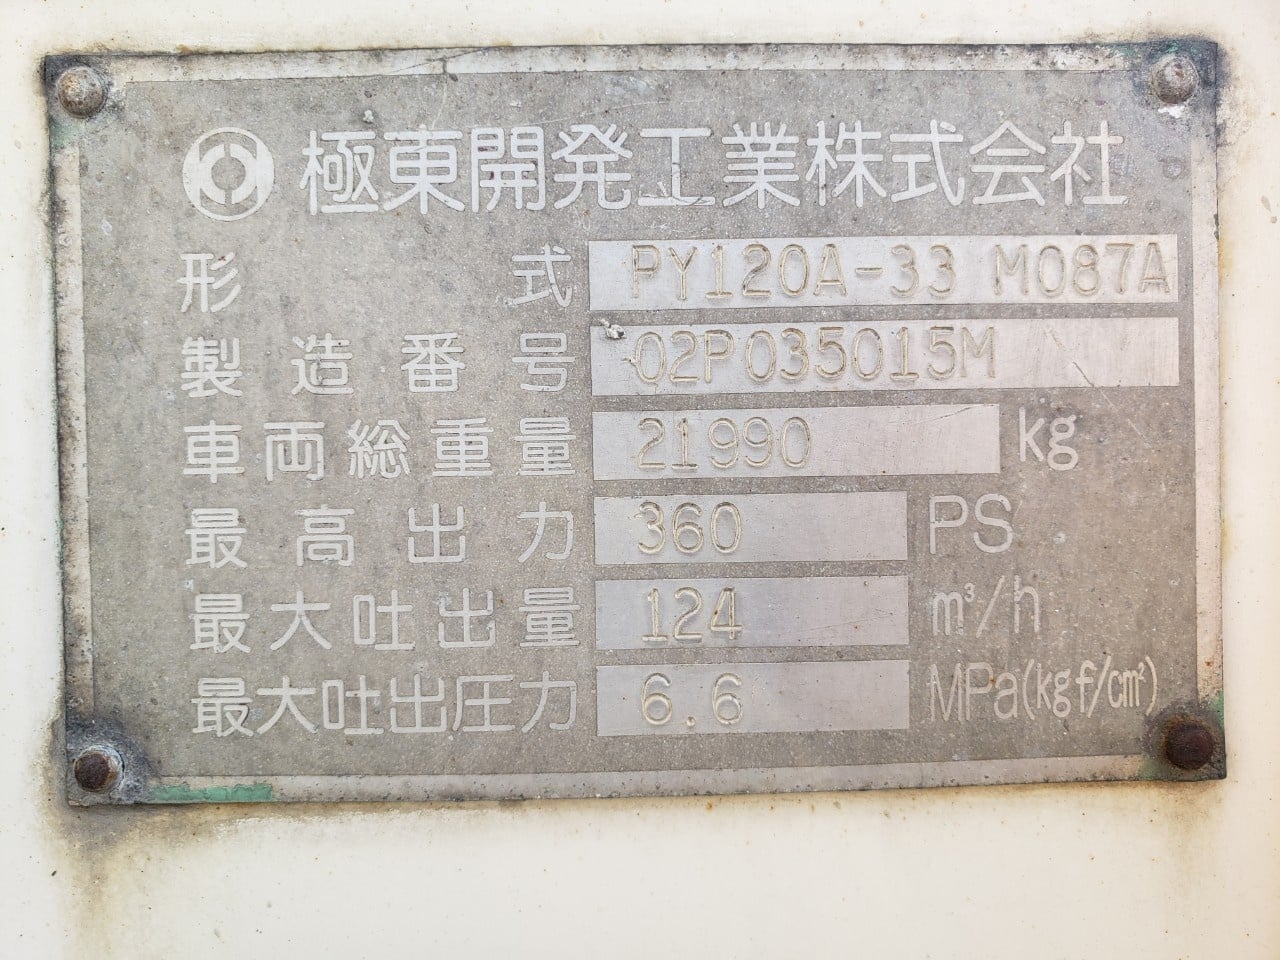 極東開発工業株式会社
形式 PY120A-33 M087A
製造番号 02P035015M
車両総重量 21990 kg
最高出力 360 PS
最大吐出量 124 m³/h
最大吐出圧力 6.6 MPa(kgf/cm²)